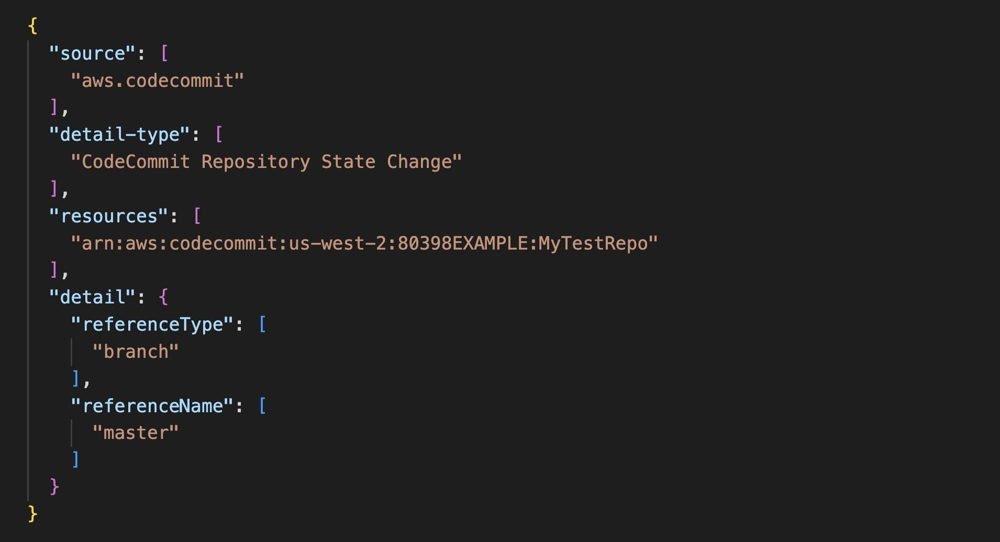 {
  "source": [
    "aws.codecommit"
  ],
  "detail-type": [
    "CodeCommit Repository State Change"
  ],
  "resources": [
    "arn:aws:codecommit:us-west-2:80398EXAMPLE:MyTestRepo"
  ],
  "detail": {
    "referenceType": [
      "branch"
    ],
    "referenceName": [
      "master"
    ]
  }
}